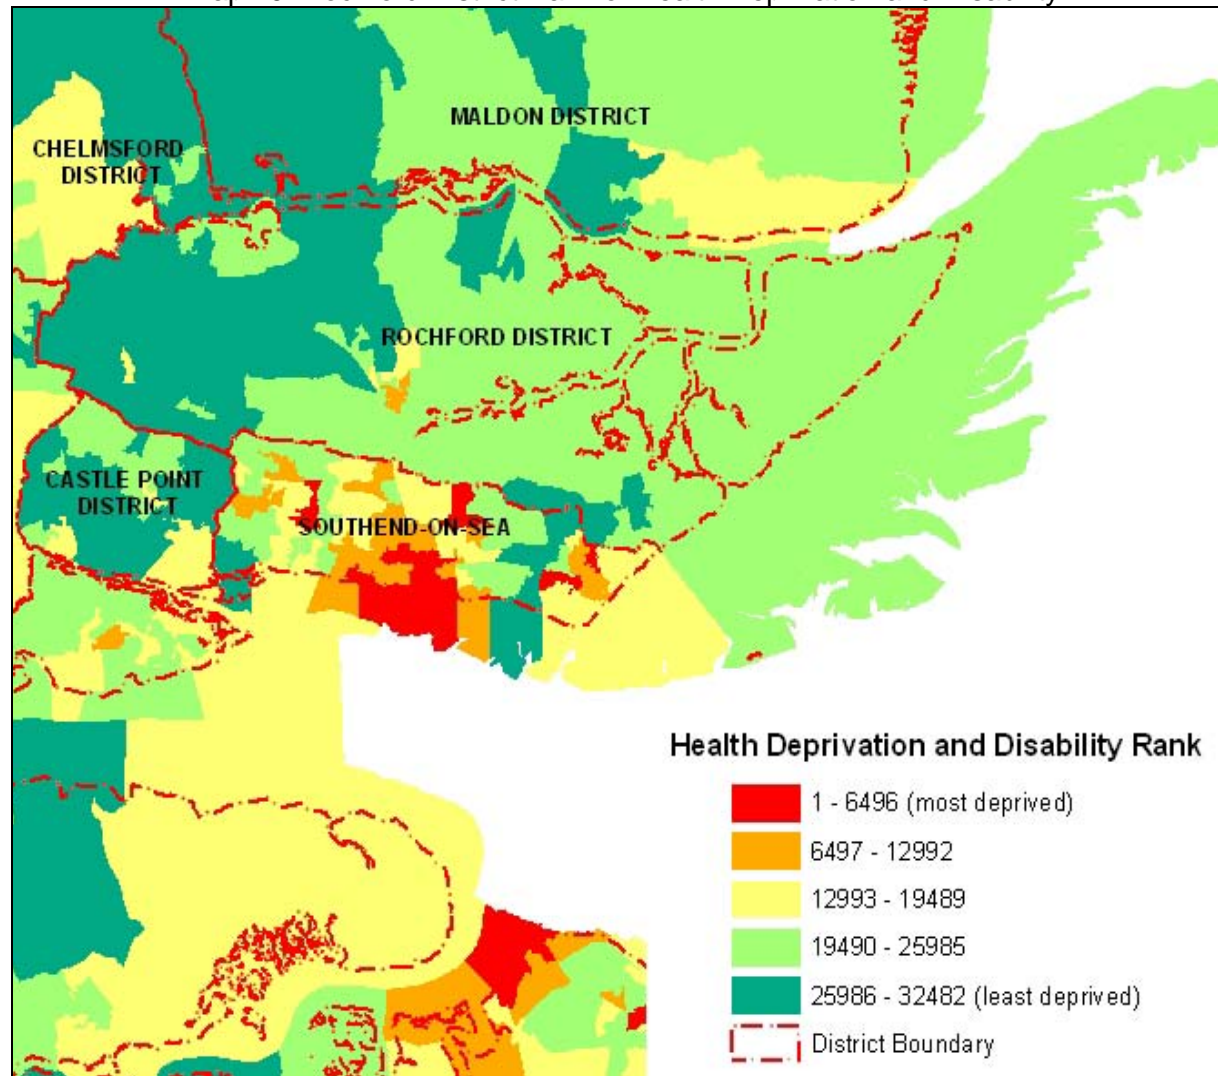 MALDON DISTRICT
CHELMSFORD
DISTRICT
ROCHFORD DISTRICT
CASTLE POINT
DISTRICT
SOUTHEND-ON-SEA
Health Deprivation and Disability Rank
1 - 6496 (most deprived)
6497 - 12992
12993 - 19489
19490 - 25985
25986 - 32482 (least deprived)
District Boundary